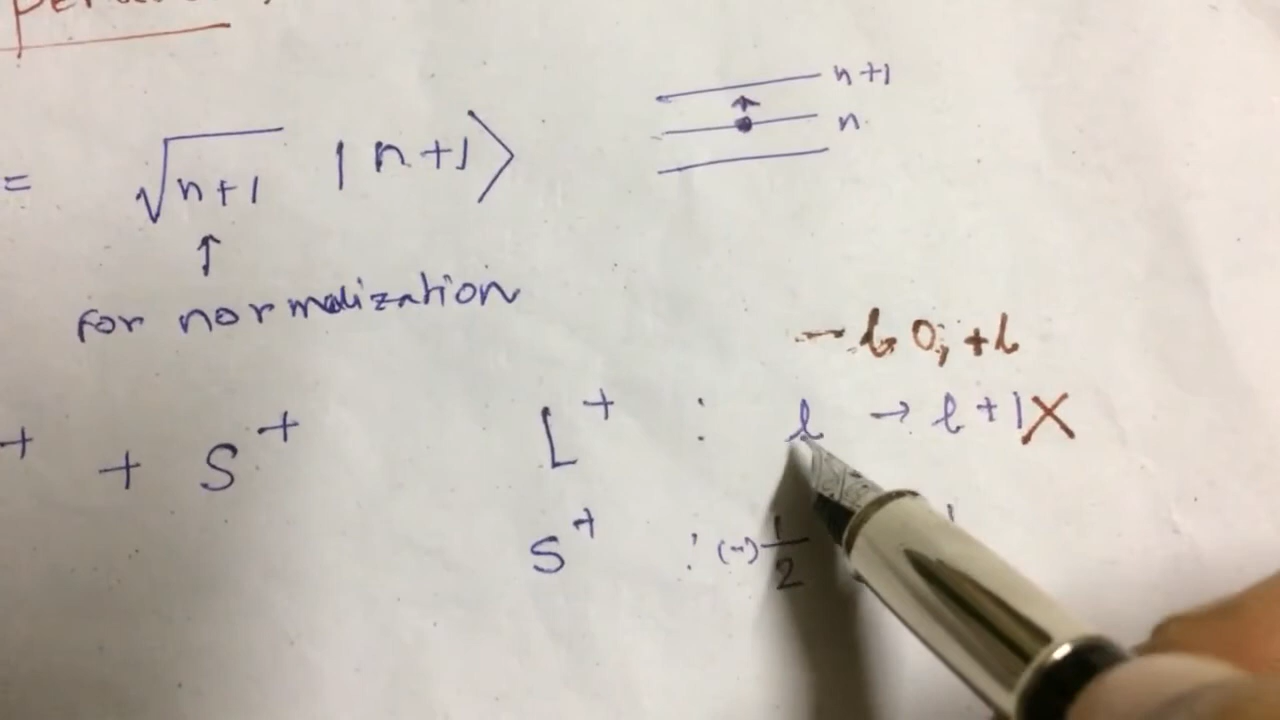 n+1
n
= √n+1 |n+1⟩
↑
for normalization
-l, 0, +l
+ + S⁺ L⁺ : l → l+1 X
S⁺ : (-) 1/2